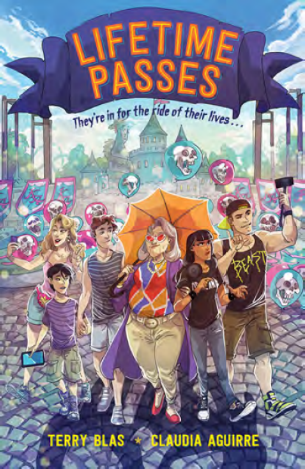 LIFETIME
PASSES
They're in for the ride of their lives...
BEAST
TERRY BLAS ★ CLAUDIA AGUIRRE